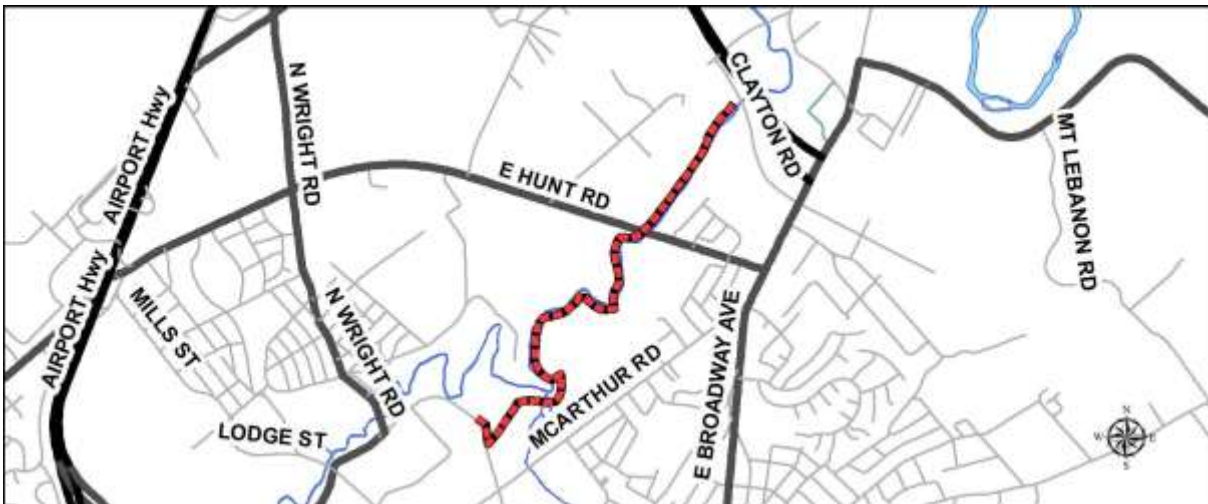 N WRIGHT RD
AIRPORT Hwy
CLAYTON RD
E HUNT RD
MT LEBANON RD
AIRPORT Hwy
MILLS ST
N WRIGHT RD
E BROADWAY AVE
MCARTHUR RD
LODGE ST
N
W E
S